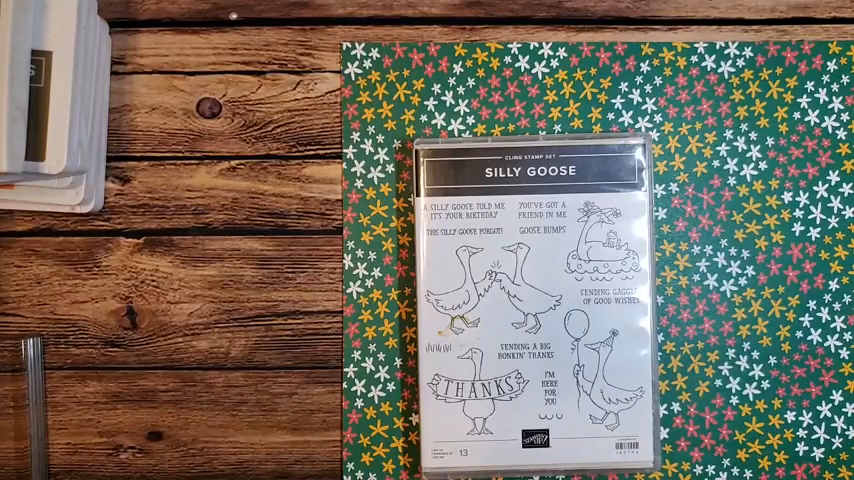 S
CLING STAMP SET
SILLY GOOSE
A SILLY GOOSE TOLD ME
IT'S YOUR BIRTHDAY
YOU'VE GOT A
FRIEND IN ME
THIS SILLY GOOSE FORGOT!
GOOSE BUMPS
SENDING GAGGLES
OF GOOD WISHES
SENDING A BIG
HONKIN' THANKS
THANKS
I'M
HERE
FOR
YOU
STAMPIN' UP!
13